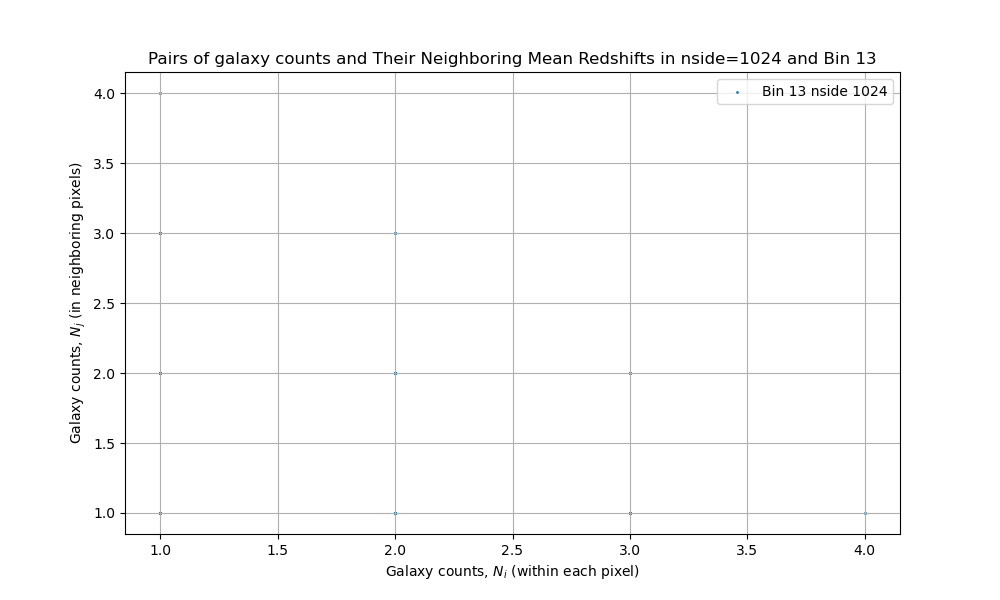 Pairs of galaxy counts and Their Neighboring Mean Redshifts in nside=1024 and Bin 13
Bin 13 nside 1024
Galaxy counts, N_j (in neighboring pixels)
4.0
3.5
3.0
2.5
2.0
1.5
1.0
1.0 1.5 2.0 2.5 3.0 3.5 4.0
Galaxy counts, N_i (within each pixel)